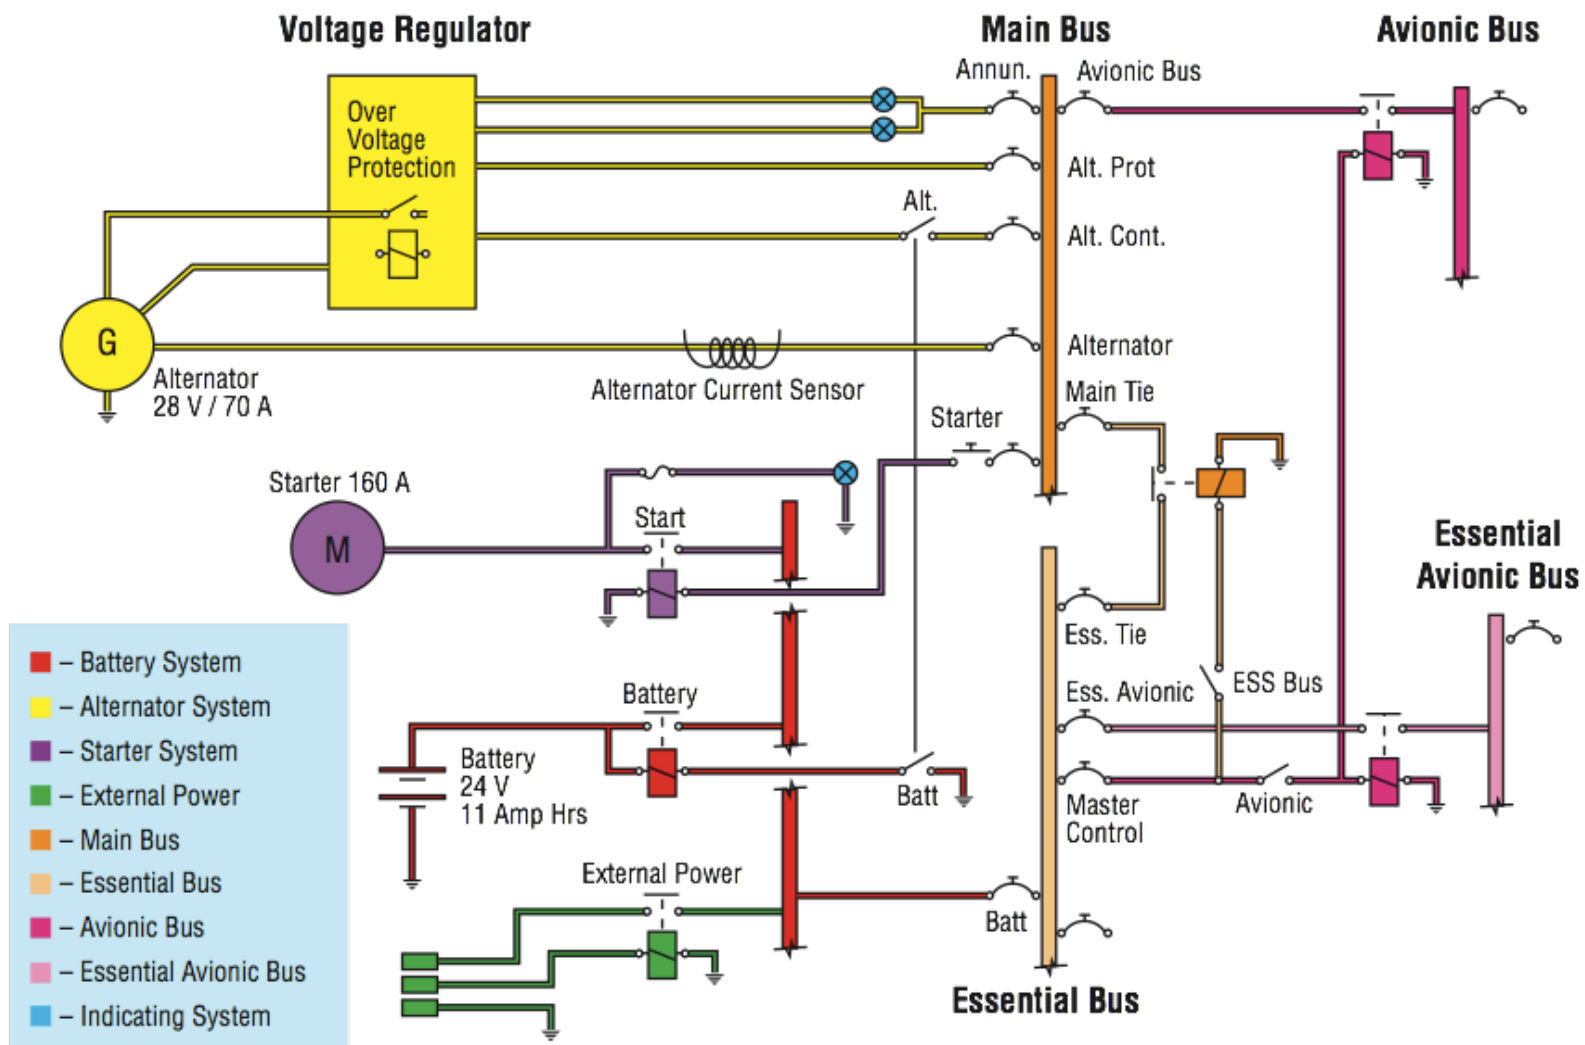 Voltage Regulator
Main Bus
Avionic Bus
Annun.
Avionic Bus
Over
Voltage
Protection
Alt. Prot
Alt.
Alt. Cont.
G
Alternator
28 V / 70 A
Alternator Current Sensor
Alternator
Main Tie
Starter
Starter 160 A
M
Start
Essential
Avionic Bus
Ess. Tie
Ess. Avionic
ESS Bus
Battery
Battery
24 V
11 Amp Hrs
Batt
Master
Control
Avionic
External Power
Batt
Essential Bus
– Battery System
– Alternator System
– Starter System
– External Power
– Main Bus
– Essential Bus
– Avionic Bus
– Essential Avionic Bus
– Indicating System